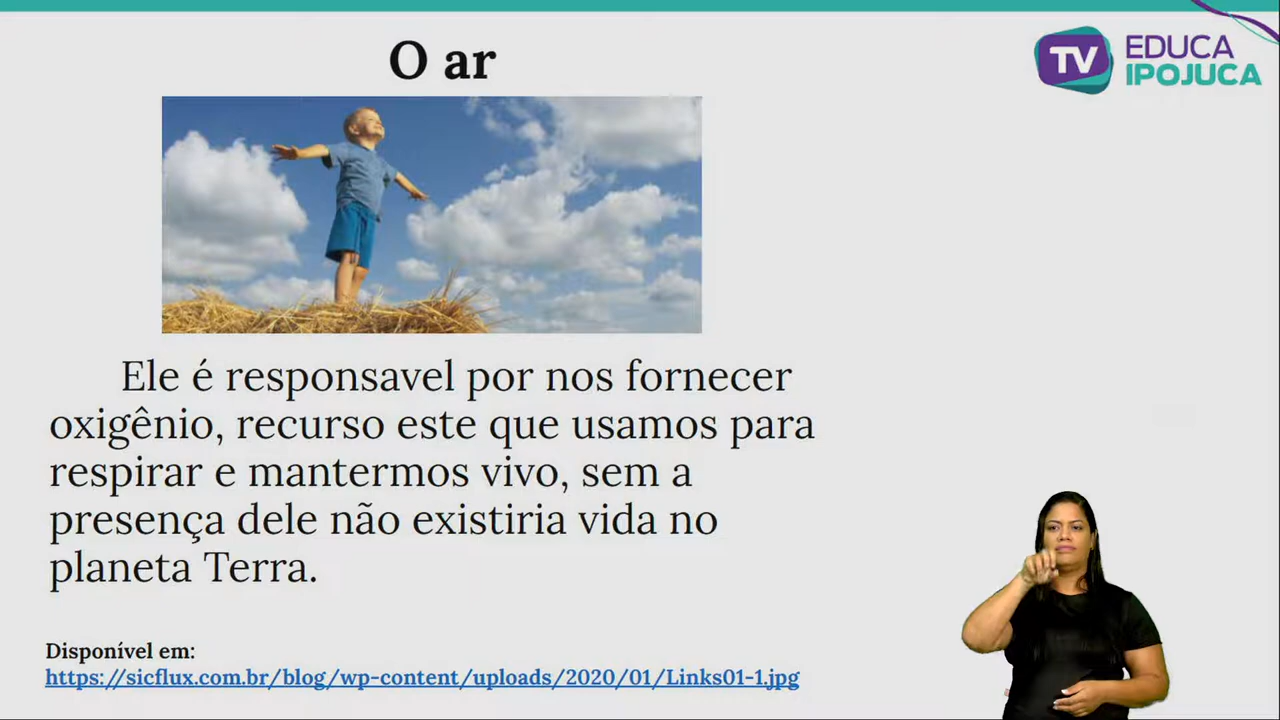 O ar
TV EDUCA
IPOJUCA
Ele é responsavel por nos fornecer
oxigênio, recurso este que usamos para
respirar e mantermos vivo, sem a
presença dele não existiria vida no
planeta Terra.
Disponível em:
https://sicflux.com.br/blog/wp-content/uploads/2020/01/Links01-1.jpg